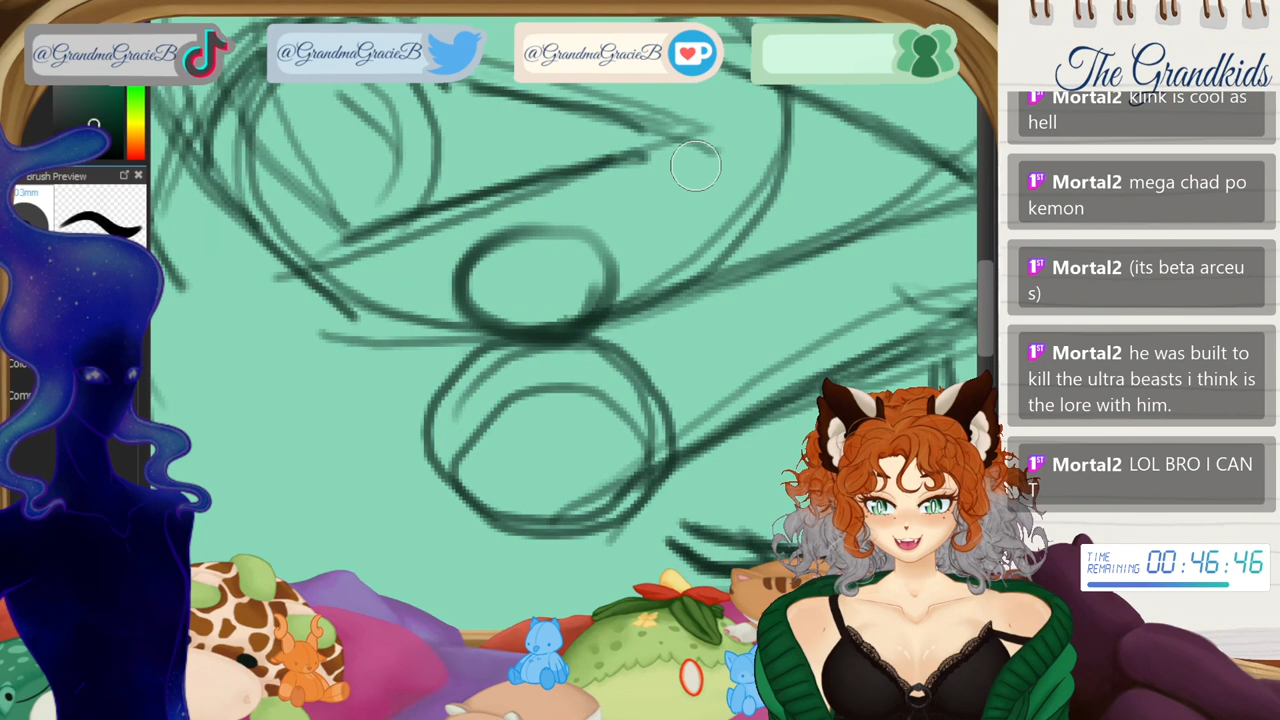 @GrandmaGracieB
@GrandmaGracieB
@GrandmaGracieB
The Grandkids
Mortal2 klink is cool as
hell
Mortal2 mega chad po
kemon
Mortal2 (its beta arceu
s)
Mortal2 he was built to
kill the ultra beasts i think is
the lore with him.
Mortal2 LOL BRO I CAN
T
TIME
REMAINING 00:46:46
Brush Preview
03mm